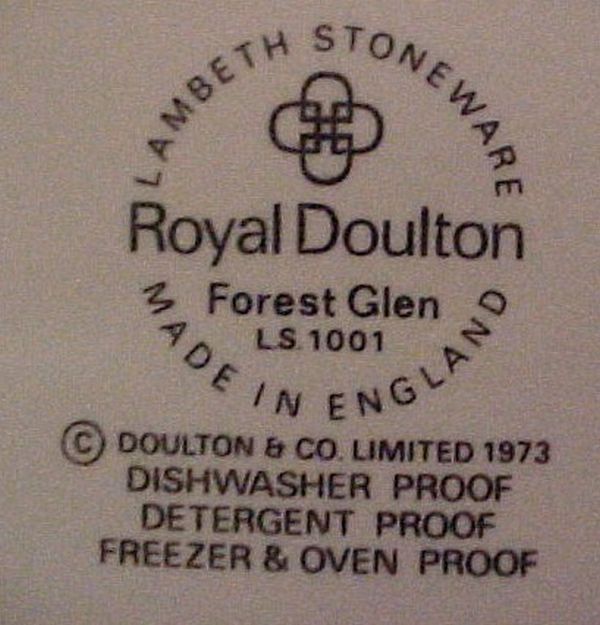 LAMBETH STONEWARE
Royal Doulton
Forest Glen
L.S. 1001
MADE IN ENGLAND
© DOULTON & CO. LIMITED 1973
DISHWASHER PROOF
DETERGENT PROOF
FREEZER & OVEN PROOF